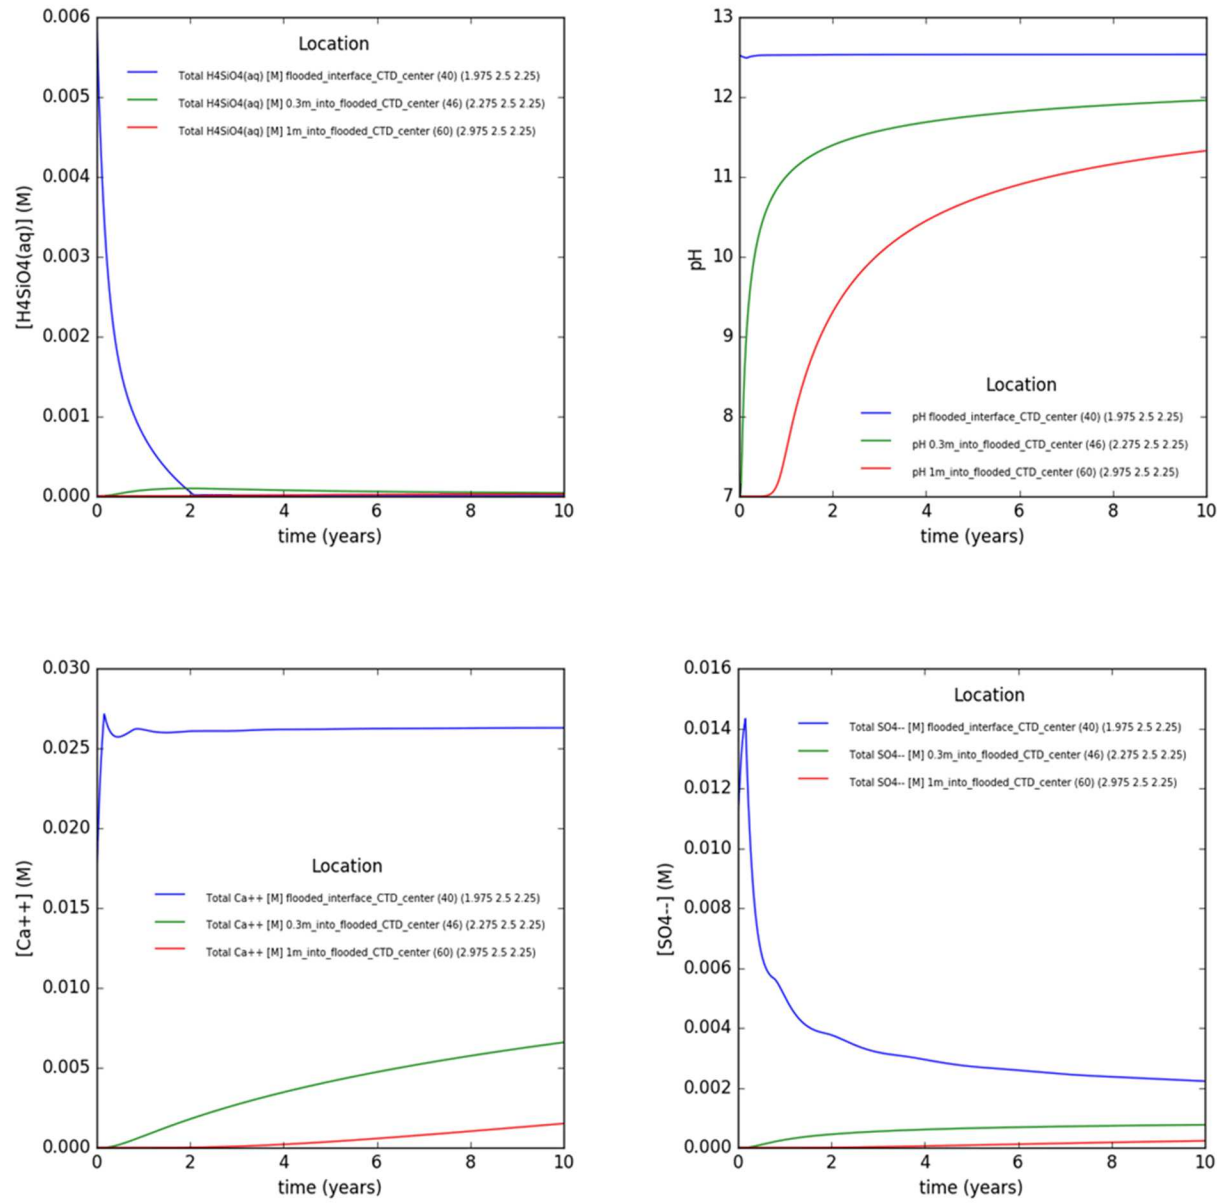 0.006
0.005
0.004
0.003
0.002
0.001
0.000
[H4SiO4(aq)] (M)
Location
Total H4SiO4(aq) [M] flooded_interface_CTD_center (40) (1.975 2.5 2.25)
Total H4SiO4(aq) [M] 0.3m_into_flooded_CTD_center (46) (2.275 2.5 2.25)
Total H4SiO4(aq) [M] 1m_into_flooded_CTD_center (60) (2.975 2.5 2.25)
0 2 4 6 8 10
time (years)
13
12
11
10
9
8
7
pH
Location
pH flooded_interface_CTD_center (40) (1.975 2.5 2.25)
pH 0.3m_into_flooded_CTD_center (46) (2.275 2.5 2.25)
pH 1m_into_flooded_CTD_center (60) (2.975 2.5 2.25)
0 2 4 6 8 10
time (years)
0.030
0.025
0.020
0.015
0.010
0.005
0.000
[Ca++] (M)
Location
Total Ca++ [M] flooded_interface_CTD_center (40) (1.975 2.5 2.25)
Total Ca++ [M] 0.3m_into_flooded_CTD_center (46) (2.275 2.5 2.25)
Total Ca++ [M] 1m_into_flooded_CTD_center (60) (2.975 2.5 2.25)
0 2 4 6 8 10
time (years)
0.016
0.014
0.012
0.010
0.008
0.006
0.004
0.002
0.000
[SO4--] (M)
Location
Total SO4-- [M] flooded_interface_CTD_center (40) (1.975 2.5 2.25)
Total SO4-- [M] 0.3m_into_flooded_CTD_center (46) (2.275 2.5 2.25)
Total SO4-- [M] 1m_into_flooded_CTD_center (60) (2.975 2.5 2.25)
0 2 4 6 8 10
time (years)